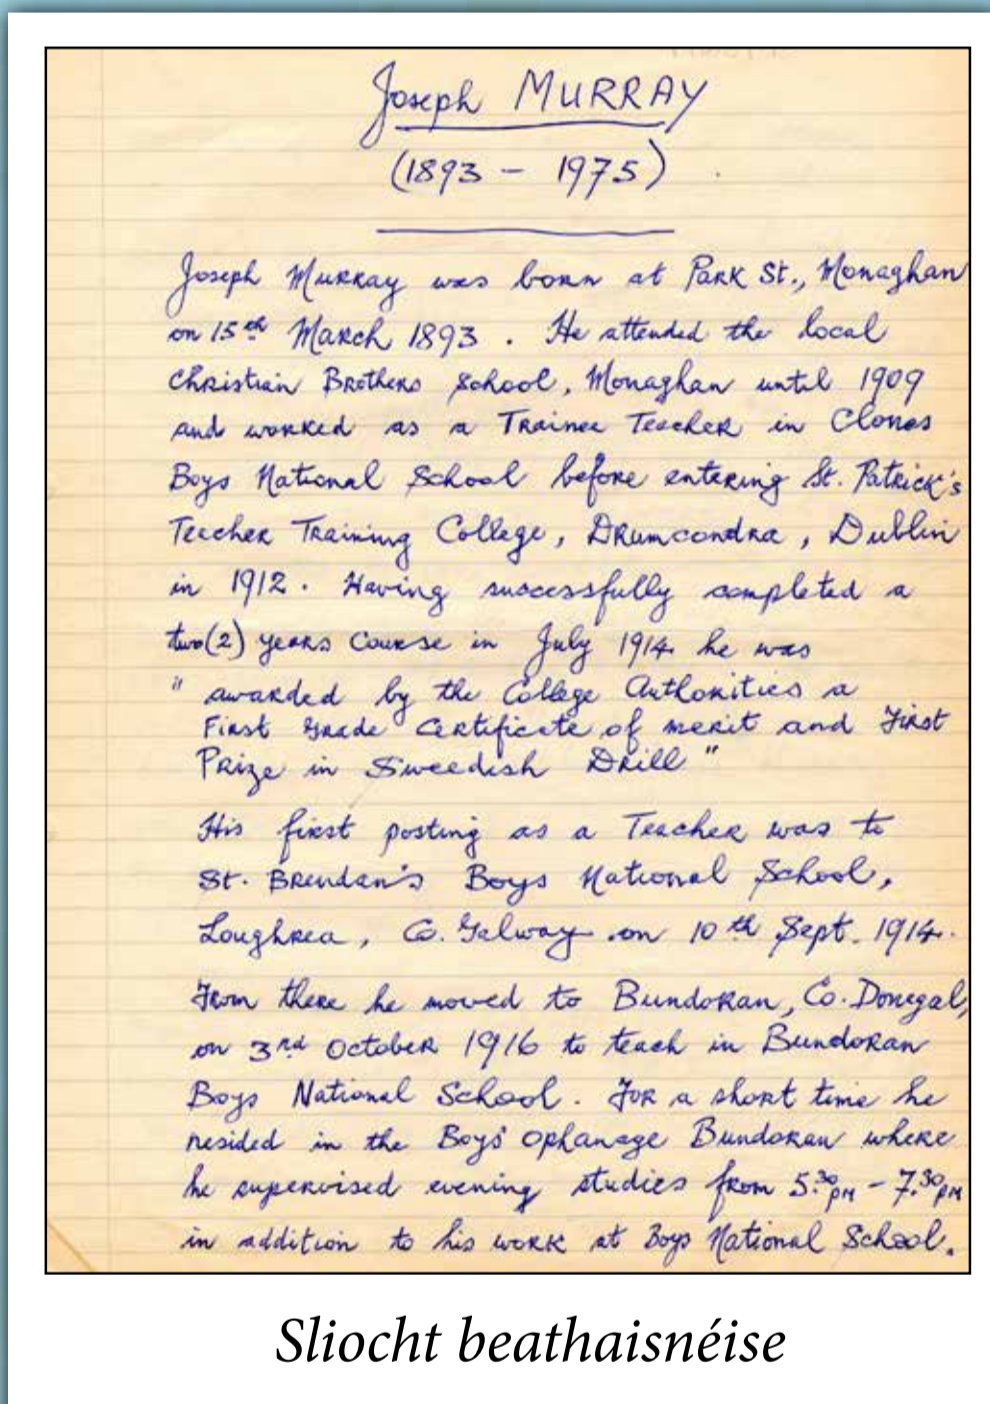 Joseph MURRAY
(1893 - 1975)
Joseph Murray was born at Park St., Monaghan
on 15th March 1893. He attended the local
Christian Brothers School, Monaghan until 1909
and worked as a Trainee Teacher in Clones
Boys National School before entering St. Patrick's
Teacher Training College, Drumcondra, Dublin
in 1912. Having successfully completed a
two(2) years Course in July 1914 he was
" awarded by the College Authorities a
First Grade Certificate of merit and First
Prize in Sweedish Drill "
His first posting as a Teacher was to
St. Brendan's Boys National School,
Loughrea, Co. Galway on 10th Sept. 1914.
From there he moved to Bundoran, Co. Donegal,
on 3rd October 1916 to teach in Bundoran
Boys National School. For a short time he
resided in the Boys' Ophanage Bundoran where
he supervised evening studies from 5.30pm - 7.30pm
in addition to his work at Boys National School.
Sliocht beathaisnéise